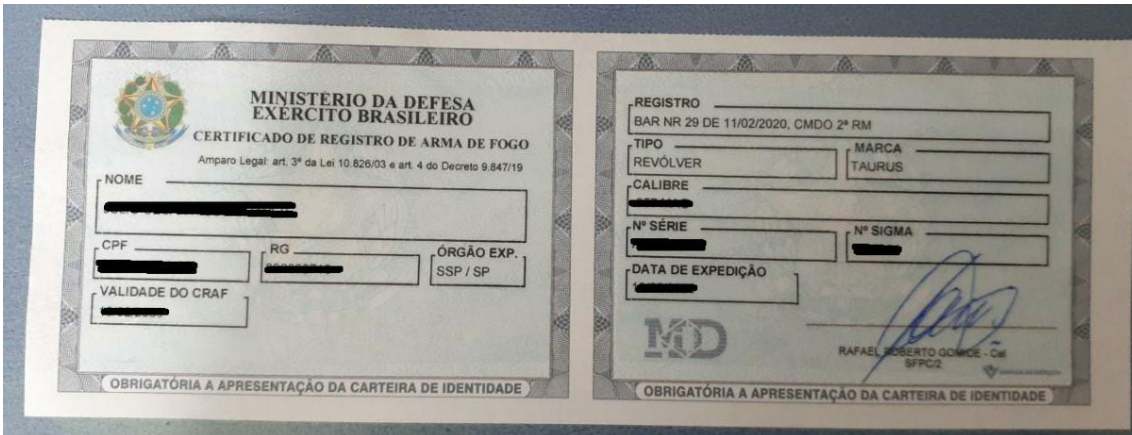 MINISTÉRIO DA DEFESA
EXÉRCITO BRASILEIRO
CERTIFICADO DE REGISTRO DE ARMA DE FOGO
Amparo Legal: art. 3º da Lei 10.826/03 e art. 4 do Decreto 9.847/19
NOME
CPF
RG
ÓRGÃO EXP.
SSP / SP
VALIDADE DO CRAF
OBRIGATÓRIA A APRESENTAÇÃO DA CARTEIRA DE IDENTIDADE
REGISTRO
BAR NR 29 DE 11/02/2020, CMDO 2ª RM
TIPO
REVÓLVER
MARCA
TAURUS
CALIBRE
Nº SÉRIE
Nº SIGMA
DATA DE EXPEDIÇÃO
MD
RAFAEL ROBERTO GOMIDE - Cel
SFPC/2
OBRIGATÓRIA A APRESENTAÇÃO DA CARTEIRA DE IDENTIDADE